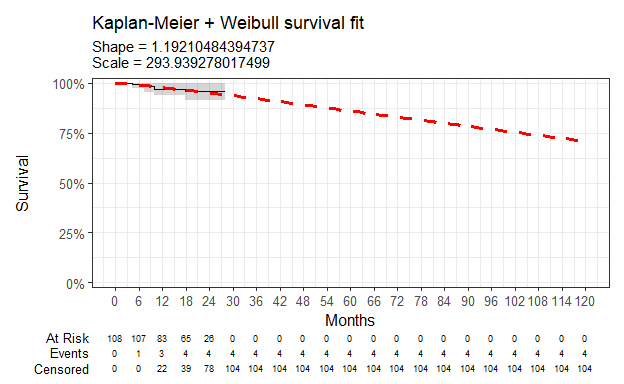 Kaplan-Meier + Weibull survival fit
Shape = 1.19210484394737
Scale = 293.939278017499
100%
75%
50%
25%
0%
Survival
0 6 12 18 24 30 36 42 48 54 60 66 72 78 84 90 96 102 108 114 120
Months
At Risk 108 107 83 65 26 0 0 0 0 0 0 0 0 0 0 0 0 0 0 0 0
Events 0 1 3 4 4 4 4 4 4 4 4 4 4 4 4 4 4 4 4 4 4
Censored 0 0 22 39 78 104 104 104 104 104 104 104 104 104 104 104 104 104 104 104 104